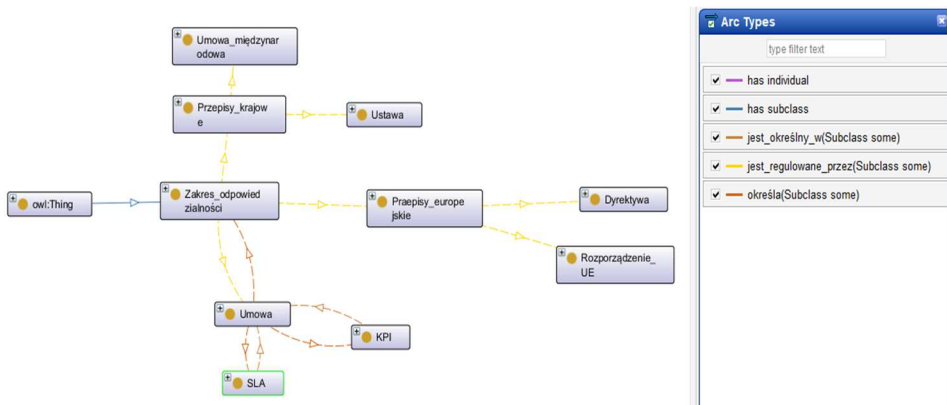 Umowa_międzynar
odowa
Przepisy_krajow
e
Ustawa
owl:Thing
Zakres_odpowied
zialności
Praepisy_europe
jskie
Dyrektywa
Rozporządzenie_
UE
Umowa
KPI
SLA
Arc Types
type filter text
has individual
has subclass
jest_określny_w(Subclass some)
jest_regulowane_przez(Subclass some)
określa(Subclass some)